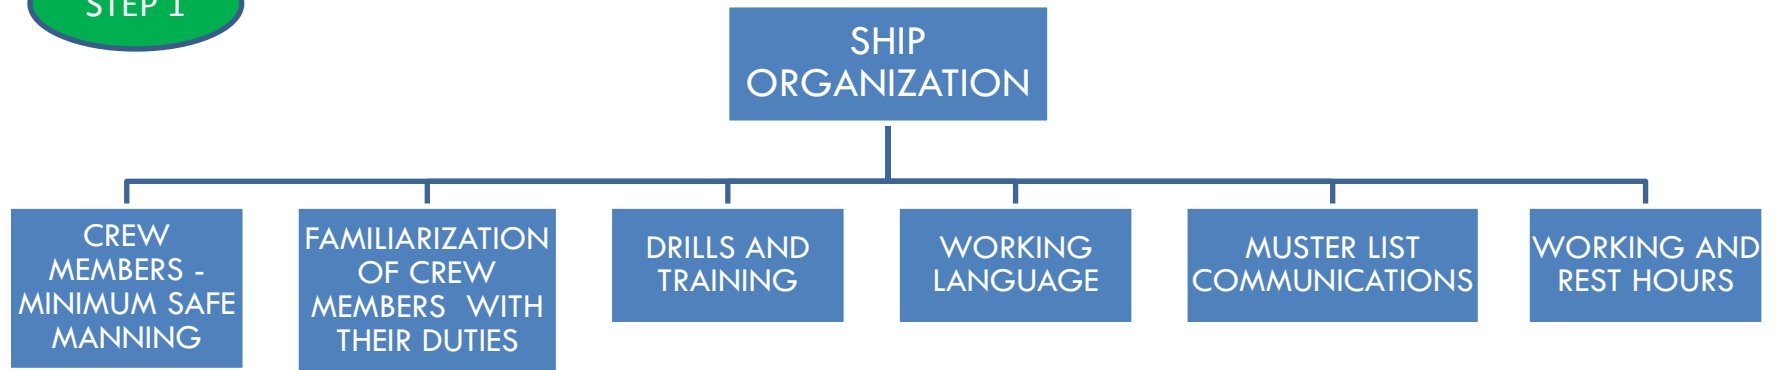 STEP 1
SHIP
ORGANIZATION
CREW
MEMBERS -
MINIMUM SAFE
MANNING
FAMILIARIZATION
OF CREW
MEMBERS WITH
THEIR DUTIES
DRILLS AND
TRAINING
WORKING
LANGUAGE
MUSTER LIST
COMMUNICATIONS
WORKING AND
REST HOURS